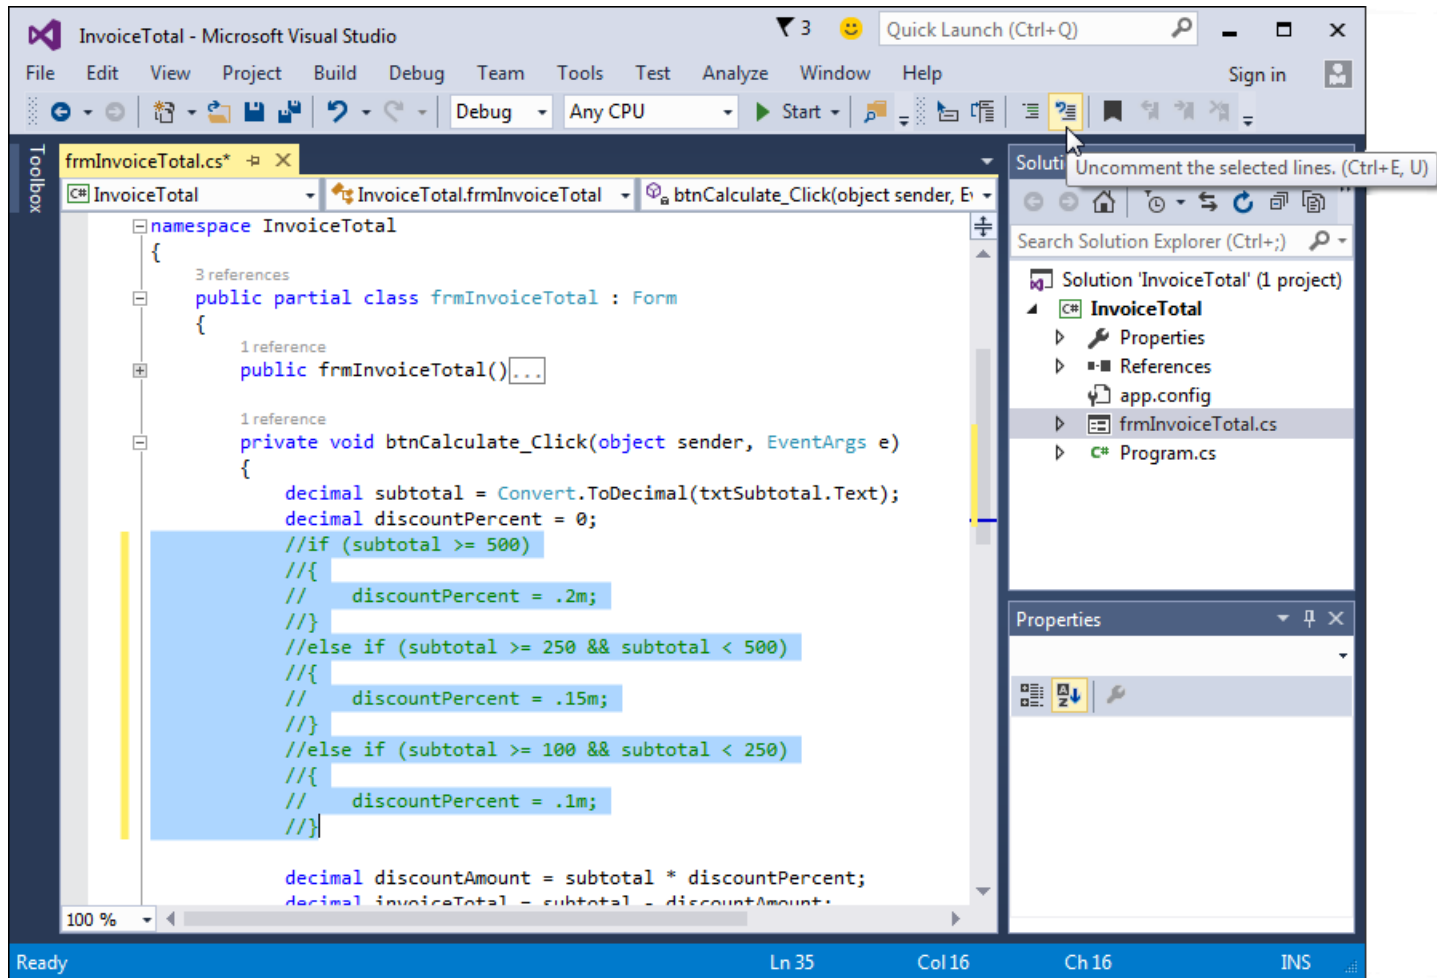 InvoiceTotal - Microsoft Visual Studio
3
Quick Launch (Ctrl+Q)
File Edit View Project Build Debug Team Tools Test Analyze Window Help
Sign in
Debug Any CPU Start
Toolbox
frmInvoiceTotal.cs*
Soluti
Uncomment the selected lines. (Ctrl+E, U)
C# InvoiceTotal InvoiceTotal.frmInvoiceTotal btnCalculate_Click(object sender, Ev
namespace InvoiceTotal
{
3 references
public partial class frmInvoiceTotal : Form
{
1 reference
public frmInvoiceTotal()...
1 reference
private void btnCalculate_Click(object sender, EventArgs e)
{
decimal subtotal = Convert.ToDecimal(txtSubtotal.Text);
decimal discountPercent = 0;
//if (subtotal >= 500)
//{
//    discountPercent = .2m;
//}
//else if (subtotal >= 250 && subtotal < 500)
//{
//    discountPercent = .15m;
//}
//else if (subtotal >= 100 && subtotal < 250)
//{
//    discountPercent = .1m;
//}
decimal discountAmount = subtotal * discountPercent;
decimal invoiceTotal = subtotal - discountAmount;
100 %
Search Solution Explorer (Ctrl+;)
Solution 'InvoiceTotal' (1 project)
C# InvoiceTotal
Properties
References
app.config
frmInvoiceTotal.cs
C# Program.cs
Properties
Ready
Ln 35 Col 16 Ch 16 INS